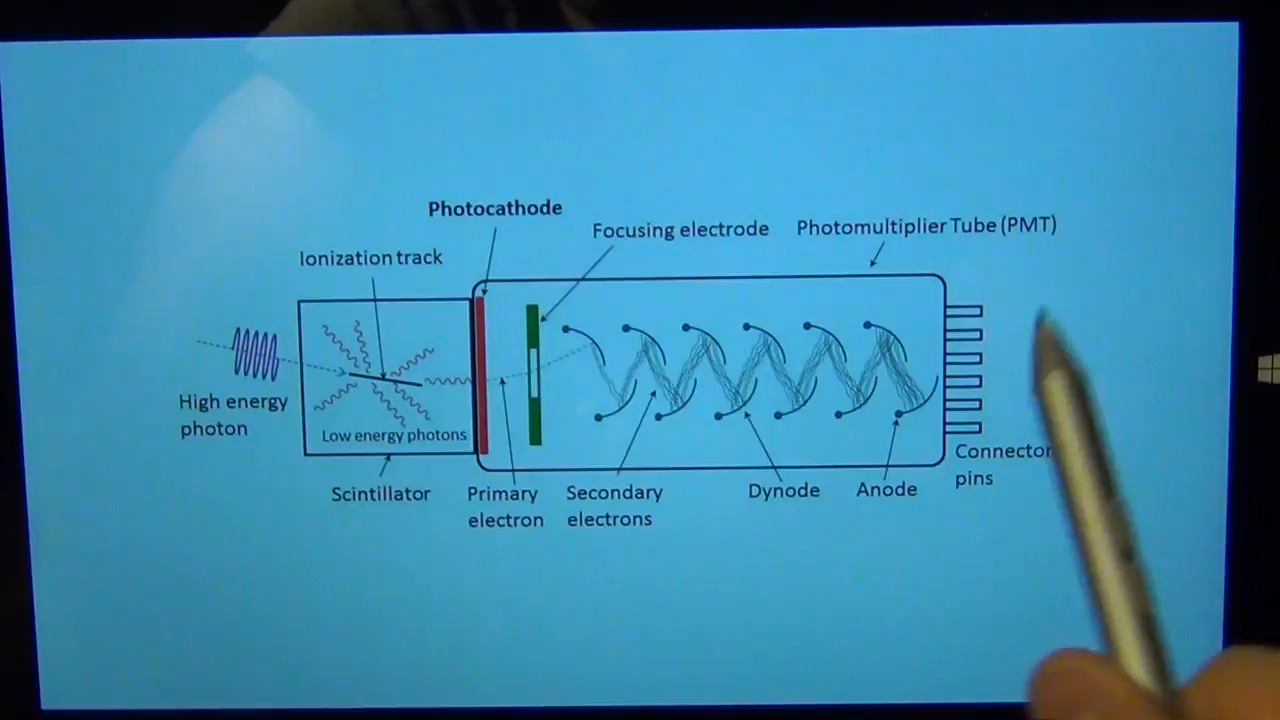 Photocathode
Focusing electrode
Photomultiplier Tube (PMT)
Ionization track
High energy
photon
Low energy photons
Scintillator
Primary
electron
Secondary
electrons
Dynode
Anode
Connector
pins